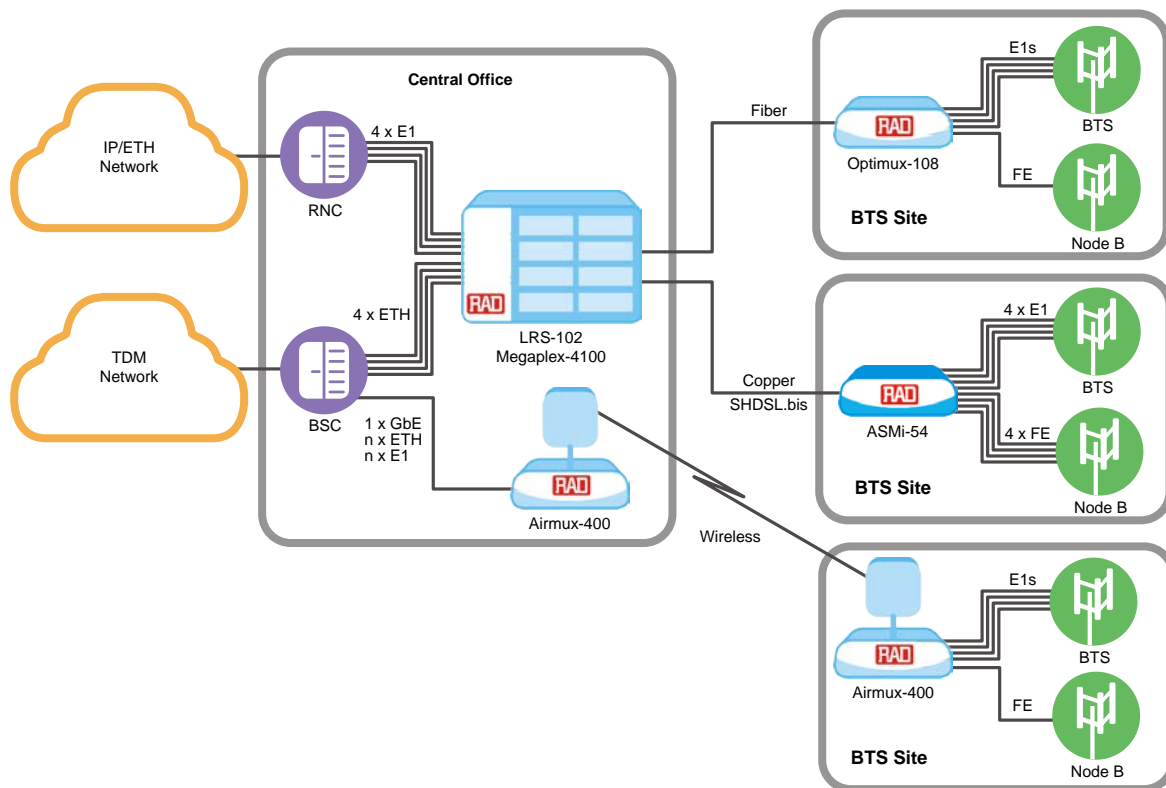 IP/ETH
Network
TDM
Network
Central Office
4 x E1
RNC
4 x ETH
BSC
1 x GbE
n x ETH
n x E1
RAD
LRS-102
Megaplex-4100
RAD
Airmux-400
Fiber
Copper
SHDSL.bis
Wireless
E1s
RAD
Optimux-108
BTS
FE
Node B
BTS Site
4 x E1
RAD
ASMi-54
BTS
4 x FE
Node B
BTS Site
E1s
RAD
Airmux-400
BTS
FE
Node B
BTS Site